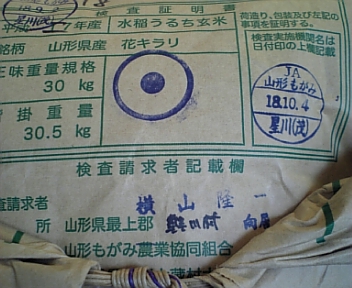 検査証明書
平成17年産 水稲うるち玄米
銘柄 山形県産 花キラリ
正味重量規格
30 kg
皆掛重量
30.5 kg
荷造り、包装及び左記の
事項を証明する。
検査実施機関名は
日付印の上欄記載
JA
山形もがみ
18.10.4
星川(茂)
検査請求者記載欄
査請求者 横山隆一
所 山形県最上郡
山形もがみ農業協同組合